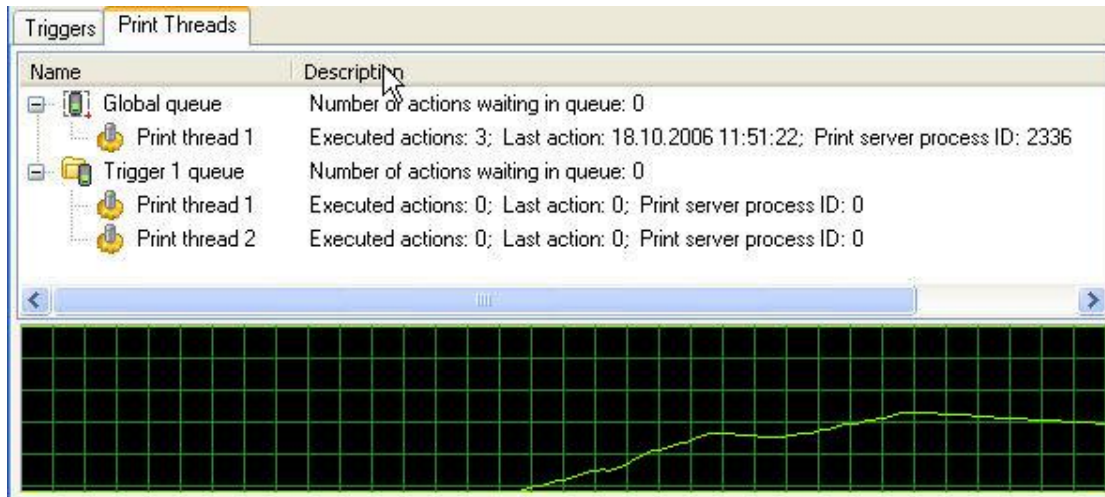 Triggers Print Threads
Name Description
Global queue Number of actions waiting in queue: 0
Print thread 1 Executed actions: 3; Last action: 18.10.2006 11:51:22; Print server process ID: 2336
Trigger 1 queue Number of actions waiting in queue: 0
Print thread 1 Executed actions: 0; Last action: 0; Print server process ID: 0
Print thread 2 Executed actions: 0; Last action: 0; Print server process ID: 0